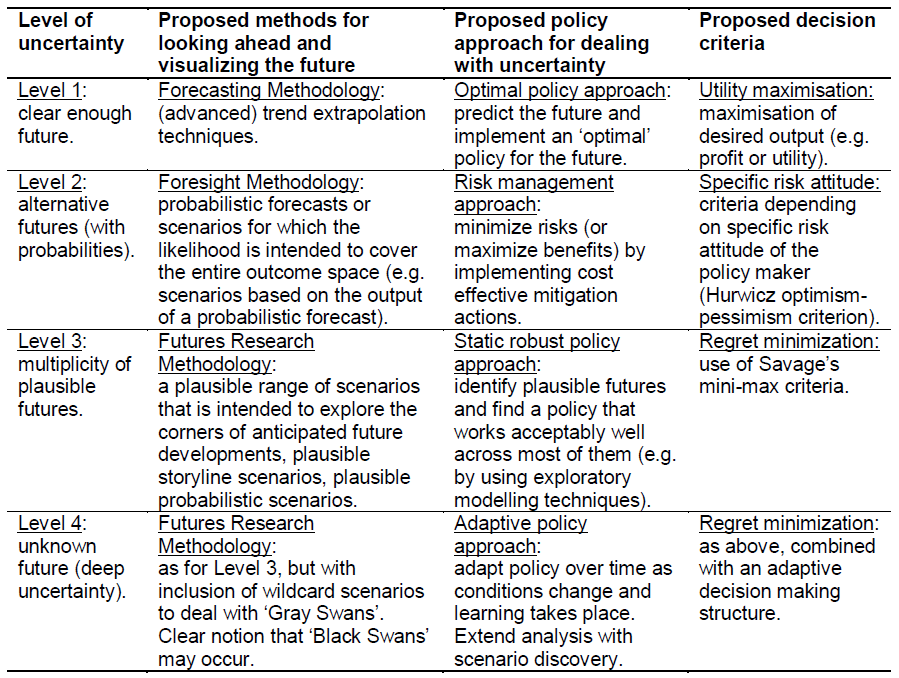 Level of uncertainty
Proposed methods for looking ahead and visualizing the future
Proposed policy approach for dealing with uncertainty
Proposed decision criteria
Level 1:
clear enough
future.
Forecasting Methodology:
(advanced) trend extrapolation
techniques.
Optimal policy approach:
predict the future and
implement an ‘optimal’
policy for the future.
Utility maximisation:
maximisation of
desired output (e.g.
profit or utility).
Level 2:
alternative
futures (with
probabilities).
Foresight Methodology:
probabilistic forecasts or
scenarios for which the
likelihood is intended to cover
the entire outcome space (e.g.
scenarios based on the output
of a probabilistic forecast).
Risk management
approach:
minimize risks (or
maximize benefits) by
implementing cost
effective mitigation
actions.
Specific risk attitude:
criteria depending
on specific risk
attitude of the
policy maker
(Hurwicz optimism-
pessimism criterion).
Level 3:
multiplicity of
plausible
futures.
Futures Research
Methodology:
a plausible range of scenarios
that is intended to explore the
corners of anticipated future
developments, plausible
storyline scenarios, plausible
probabilistic scenarios.
Static robust policy
approach:
identify plausible futures
and find a policy that
works acceptably well
across most of them (e.g.
by using exploratory
modelling techniques).
Regret minimization:
use of Savage’s
mini-max criteria.
Level 4:
unknown
future (deep
uncertainty).
Futures Research
Methodology:
as for Level 3, but with
inclusion of wildcard scenarios
to deal with ‘Gray Swans’.
Clear notion that ‘Black Swans’
may occur.
Adaptive policy
approach:
adapt policy over time as
conditions change and
learning takes place.
Extend analysis with
scenario discovery.
Regret minimization:
as above, combined
with an adaptive
decision making
structure.